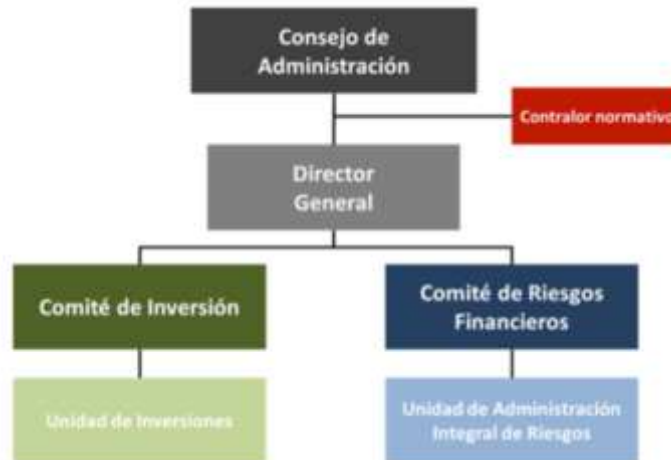 Consejo de
Administración
Contralor normativo
Director
General
Comité de Inversión
Comité de Riesgos
Financieros
Unidad de Inversiones
Unidad de Administración
Integral de Riesgos